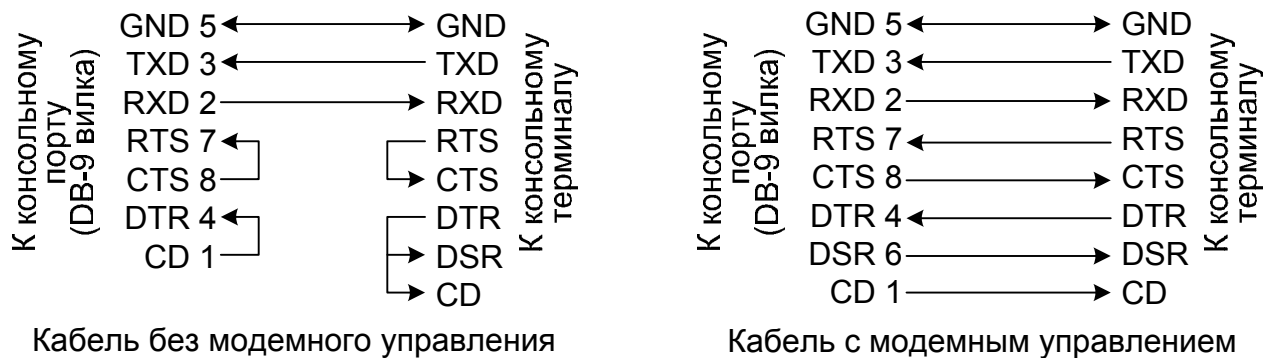 К консольному
порту
(DB-9 вилка)
GND 5
TXD 3
RXD 2
RTS 7
CTS 8
DTR 4
CD 1
GND
TXD
RXD
RTS
CTS
DTR
DSR
CD
К консольному
терминалу
Кабель без модемного управления
К консольному
порту
(DB-9 вилка)
GND 5
TXD 3
RXD 2
RTS 7
CTS 8
DTR 4
DSR 6
CD 1
GND
TXD
RXD
RTS
CTS
DTR
DSR
CD
К консольному
терминалу
Кабель с модемным управлением